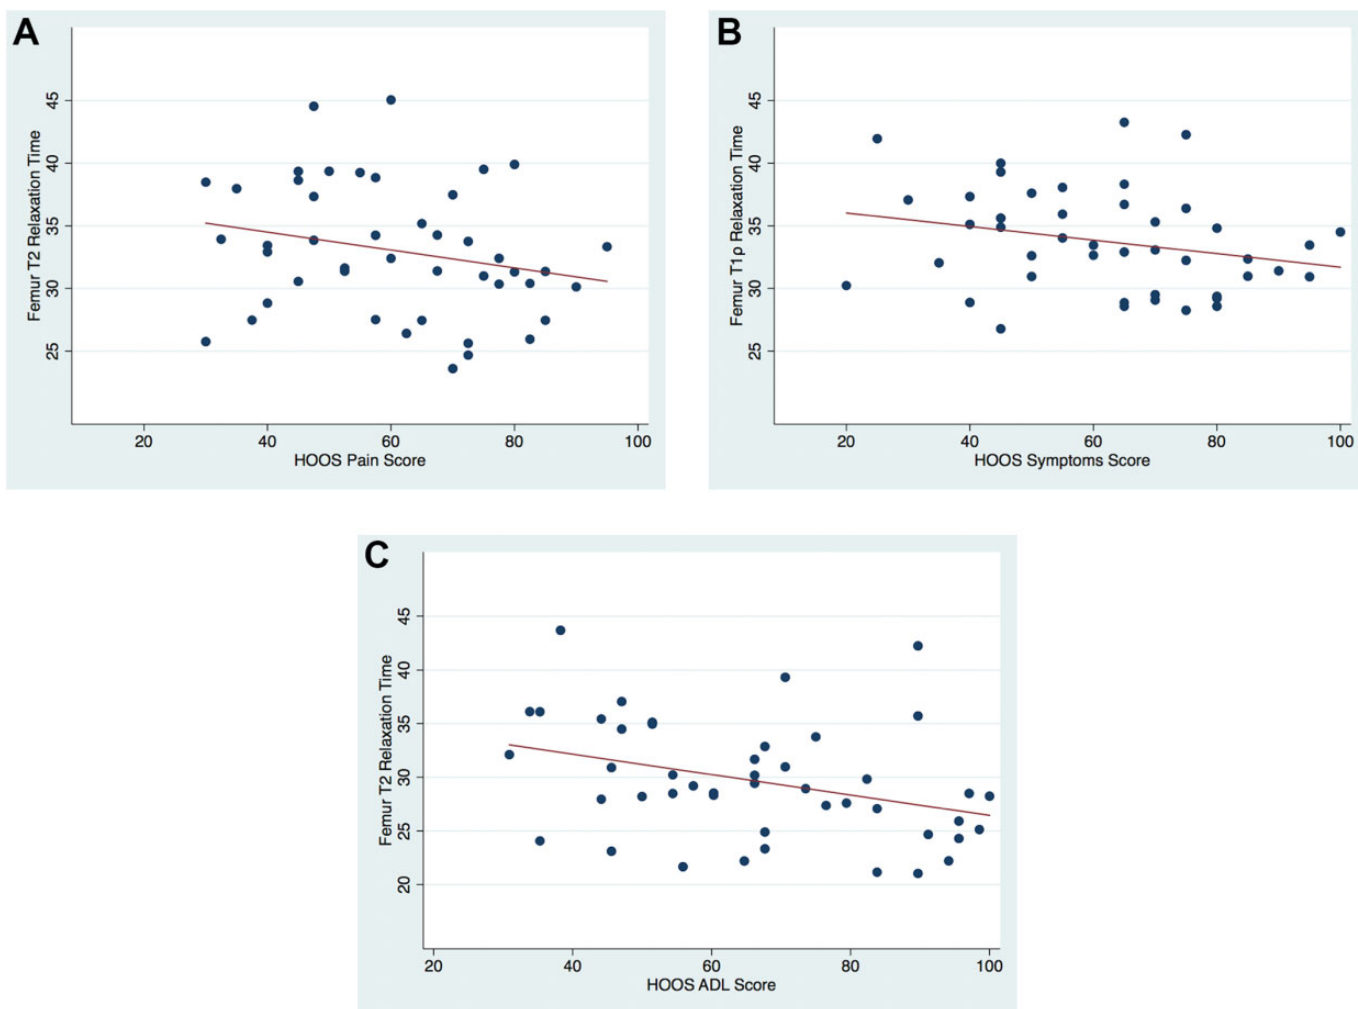 A
Femur T2 Relaxation Time
45
40
35
30
25
20 40 60 80 100
HOOS Pain Score
B
Femur T1ρ Relaxation Time
45
40
35
30
25
20 40 60 80 100
HOOS Symptoms Score
C
Femur T2 Relaxation Time
45
40
35
30
25
20
20 40 60 80 100
HOOS ADL Score